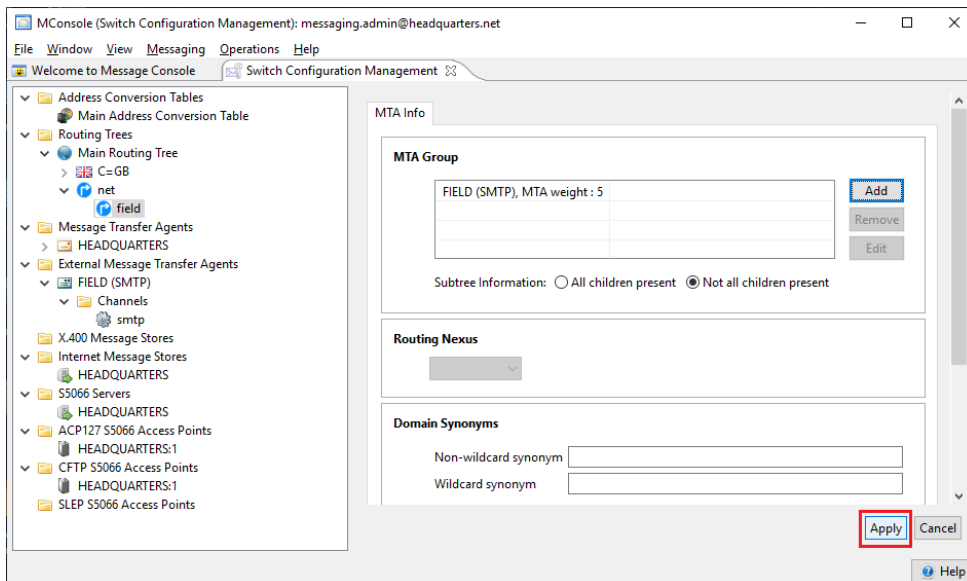 MConsole (Switch Configuration Management): messaging.admin@headquarters.net
File Window View Messaging Operations Help
Welcome to Message Console
Switch Configuration Management
Address Conversion Tables
Main Address Conversion Table
Routing Trees
Main Routing Tree
C=GB
net
field
Message Transfer Agents
HEADQUARTERS
External Message Transfer Agents
FIELD (SMTP)
Channels
smtp
X.400 Message Stores
Internet Message Stores
HEADQUARTERS
S5066 Servers
HEADQUARTERS
ACP127 S5066 Access Points
HEADQUARTERS:1
CFTP S5066 Access Points
HEADQUARTERS:1
SLEP S5066 Access Points
MTA Info
MTA Group
FIELD (SMTP), MTA weight : 5
Add
Remove
Edit
Subtree Information: All children present Not all children present
Routing Nexus
Domain Synonyms
Non-wildcard synonym
Wildcard synonym
Apply Cancel
Help